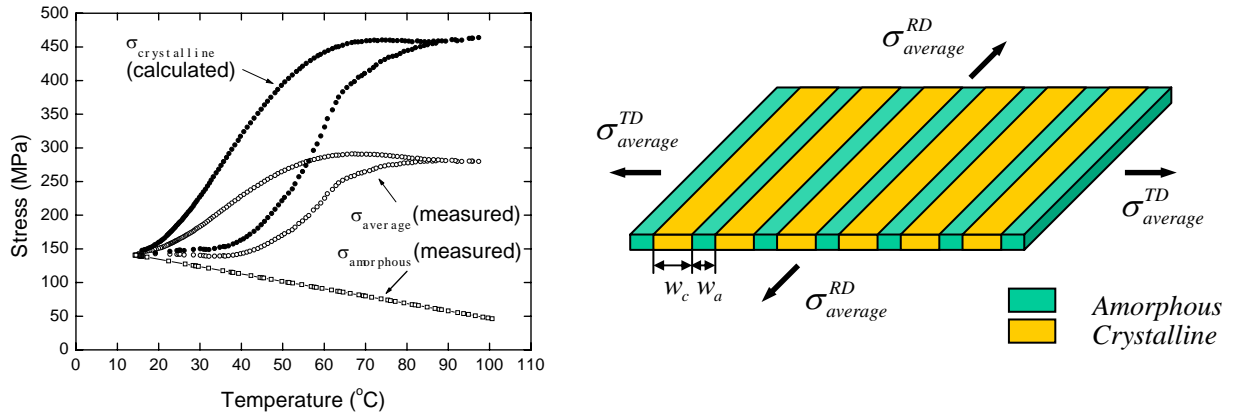 500
450
400
350
300
250
200
150
100
50
0
Stress (MPa)
σcrystalline
(calculated)
σaverage (measured)
σamorphous (measured)
0 10 20 30 40 50 60 70 80 90 100 110
Temperature (°C)
σ^RD_average
σ^TD_average
σ^TD_average
w_c w_a
σ^RD_average
Amorphous
Crystalline